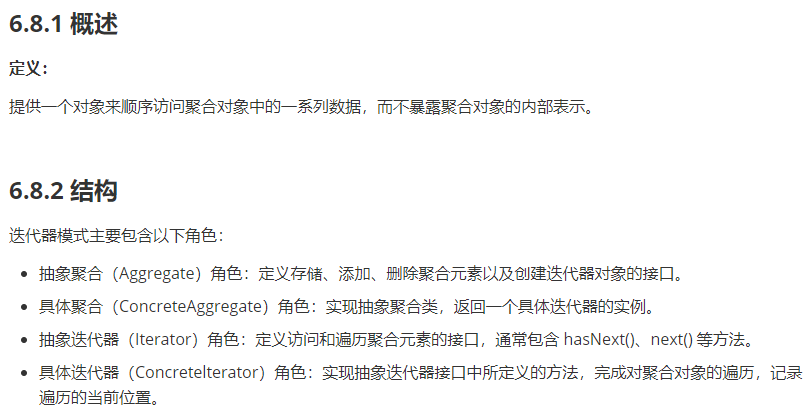 6.8.1 概述
定义：
提供一个对象来顺序访问聚合对象中的一系列数据，而不暴露聚合对象的内部表示。
6.8.2 结构
迭代器模式主要包含以下角色：
• 抽象聚合（Aggregate）角色：定义存储、添加、删除聚合元素以及创建迭代器对象的接口。
• 具体聚合（ConcreteAggregate）角色：实现抽象聚合类，返回一个具体迭代器的实例。
• 抽象迭代器（Iterator）角色：定义访问和遍历聚合元素的接口，通常包含 hasNext()、next() 等方法。
• 具体迭代器（ConcreteIterator）角色：实现抽象迭代器接口中所定义的方法，完成对聚合对象的遍历，记录
遍历的当前位置。